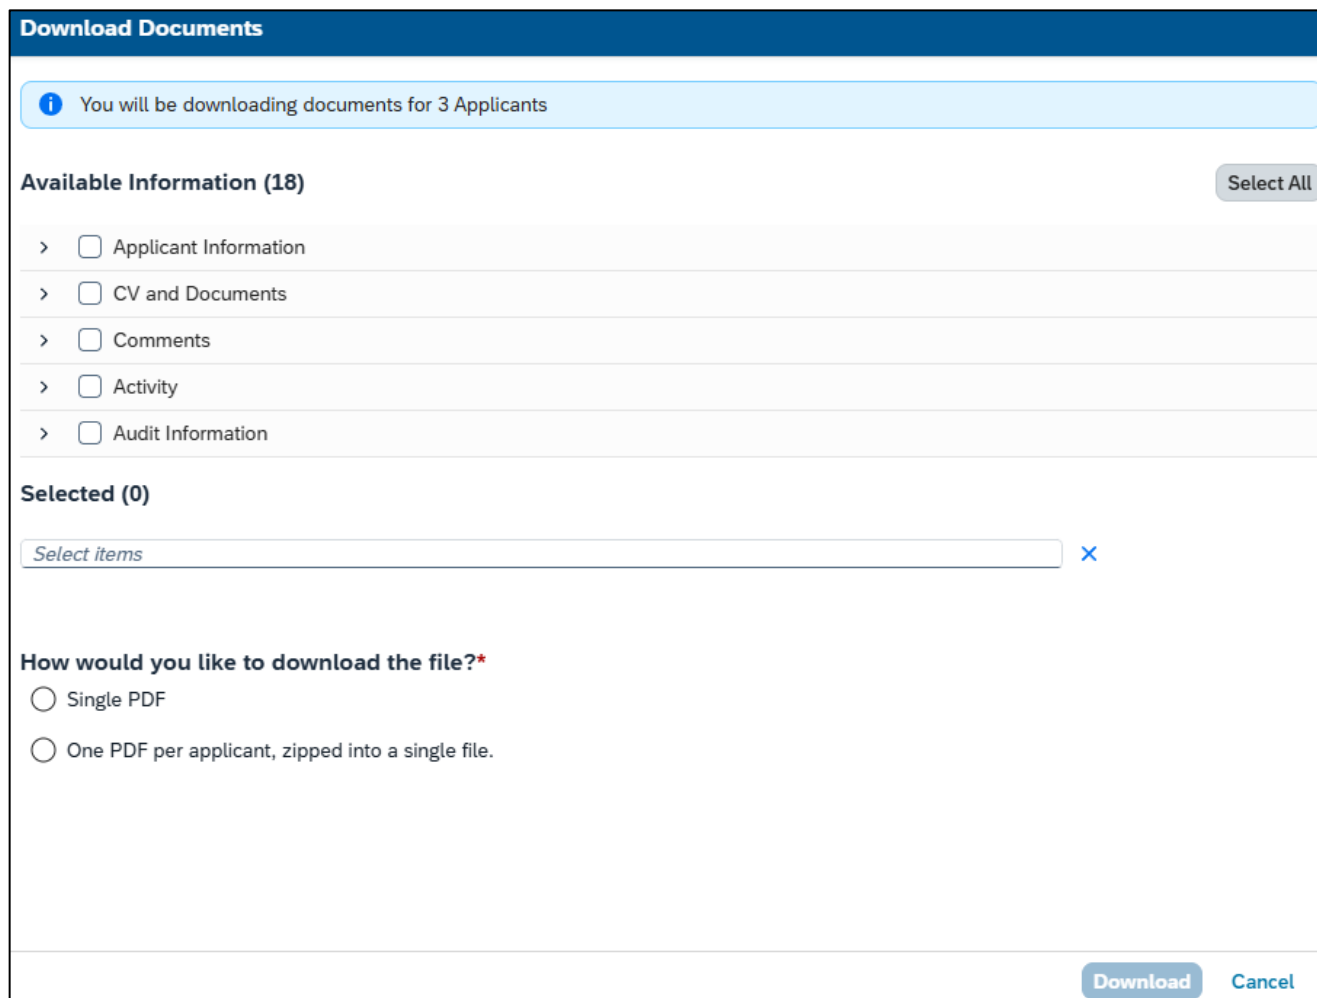 Download Documents
You will be downloading documents for 3 Applicants
Available Information (18)
Select All
Applicant Information
CV and Documents
Comments
Activity
Audit Information
Selected (0)
Select items
How would you like to download the file?*
Single PDF
One PDF per applicant, zipped into a single file.
Download Cancel